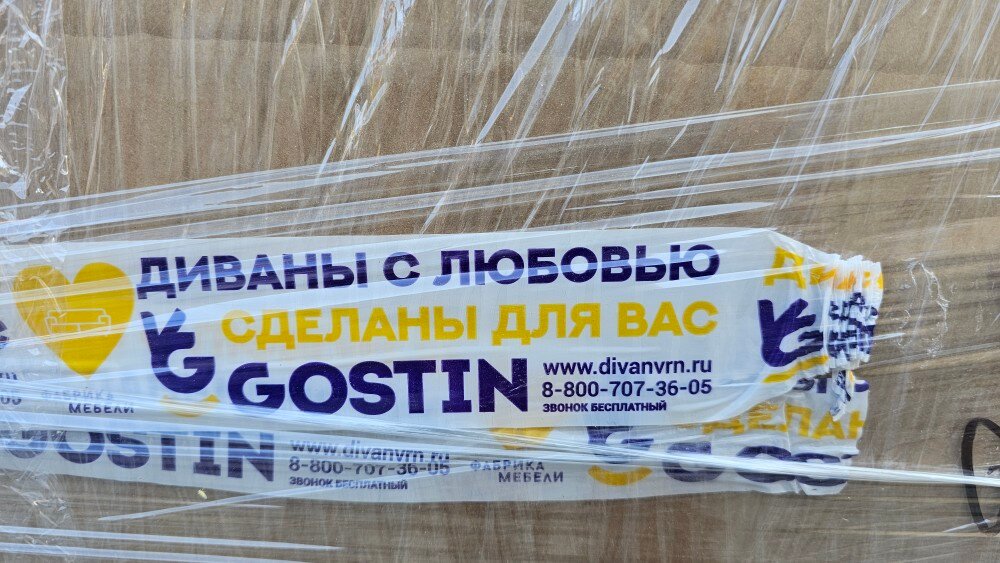 ДИВАНЫ С ЛЮБОВЬЮ
СДЕЛАНЫ ДЛЯ ВАС
GOSTIN
www.divanvrn.ru
8-800-707-36-05
ЗВОНОК БЕСПЛАТНЫЙ
ФАБРИКА
МЕБЕЛИ
GOSTIN
www.divanvrn.ru
8-800-707-36-05
ЗВОНОК БЕСПЛАТНЫЙ
ФАБРИКА
МЕБЕЛИ